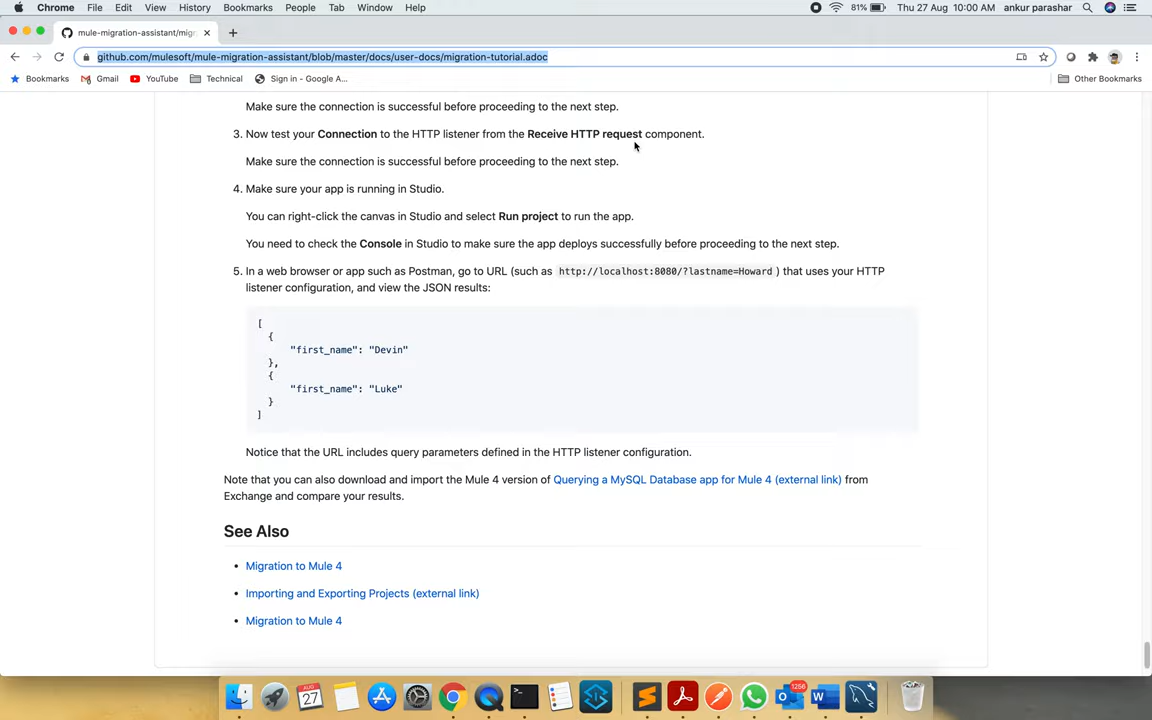 Chrome File Edit View History Bookmarks People Tab Window Help 81% Thu 27 Aug 10:00 AM ankur parashar
mule-migration-assistant/migr
github.com/mulesoft/mule-migration-assistant/blob/master/docs/user-docs/migration-tutorial.adoc
Bookmarks Gmail YouTube Technical Sign in - Google A... Other Bookmarks
Make sure the connection is successful before proceeding to the next step.
3. Now test your Connection to the HTTP listener from the Receive HTTP request component.
Make sure the connection is successful before proceeding to the next step.
4. Make sure your app is running in Studio.
You can right-click the canvas in Studio and select Run project to run the app.
You need to check the Console in Studio to make sure the app deploys successfully before proceeding to the next step.
5. In a web browser or app such as Postman, go to URL (such as http://localhost:8080/?lastname=Howard ) that uses your HTTP
listener configuration, and view the JSON results:
[
{
"first_name": "Devin"
},
{
"first_name": "Luke"
}
]
Notice that the URL includes query parameters defined in the HTTP listener configuration.
Note that you can also download and import the Mule 4 version of Querying a MySQL Database app for Mule 4 (external link) from
Exchange and compare your results.
See Also
• Migration to Mule 4
• Importing and Exporting Projects (external link)
• Migration to Mule 4
27
1256